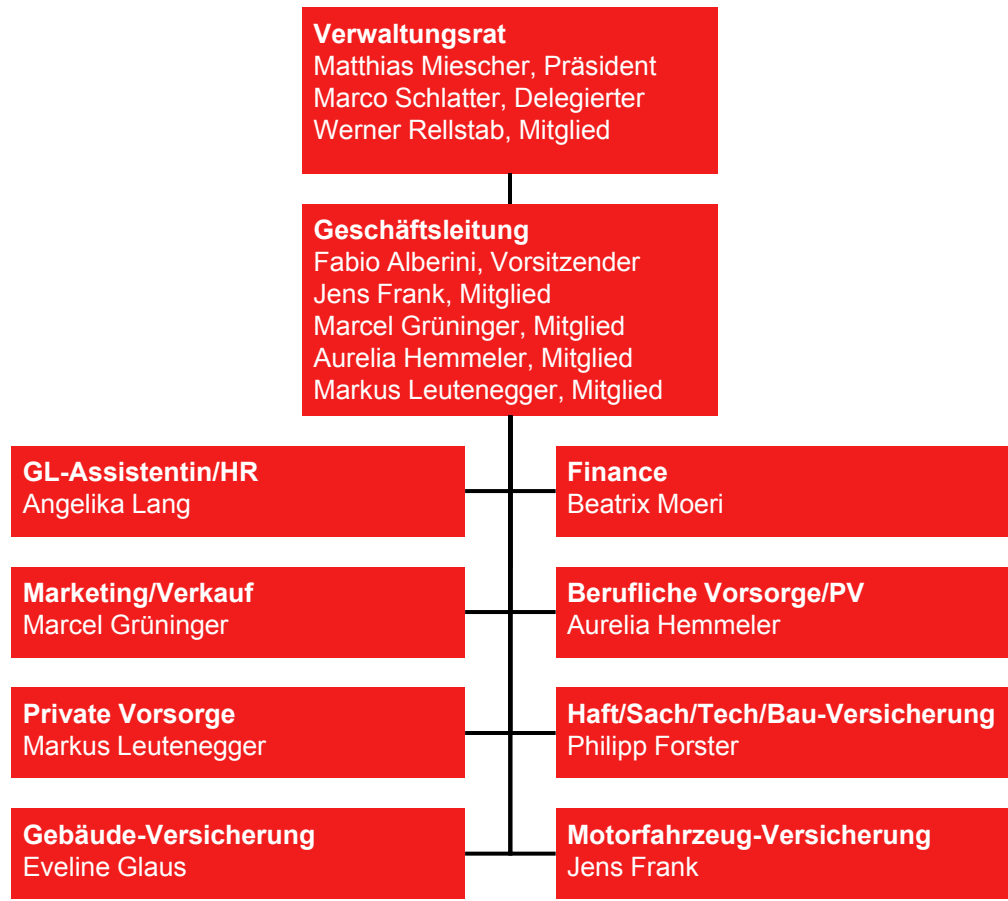 Verwaltungsrat
Matthias Miescher, Präsident
Marco Schlatter, Delegierter
Werner Rellstab, Mitglied
Geschäftsleitung
Fabio Alberini, Vorsitzender
Jens Frank, Mitglied
Marcel Grüninger, Mitglied
Aurelia Hemmeler, Mitglied
Markus Leutenegger, Mitglied
GL-Assistentin/HR
Angelika Lang
Finance
Beatrix Moeri
Marketing/Verkauf
Marcel Grüninger
Berufliche Vorsorge/PV
Aurelia Hemmeler
Private Vorsorge
Markus Leutenegger
Haft/Sach/Tech/Bau-Versicherung
Philipp Forster
Gebäude-Versicherung
Eveline Glaus
Motorfahrzeug-Versicherung
Jens Frank